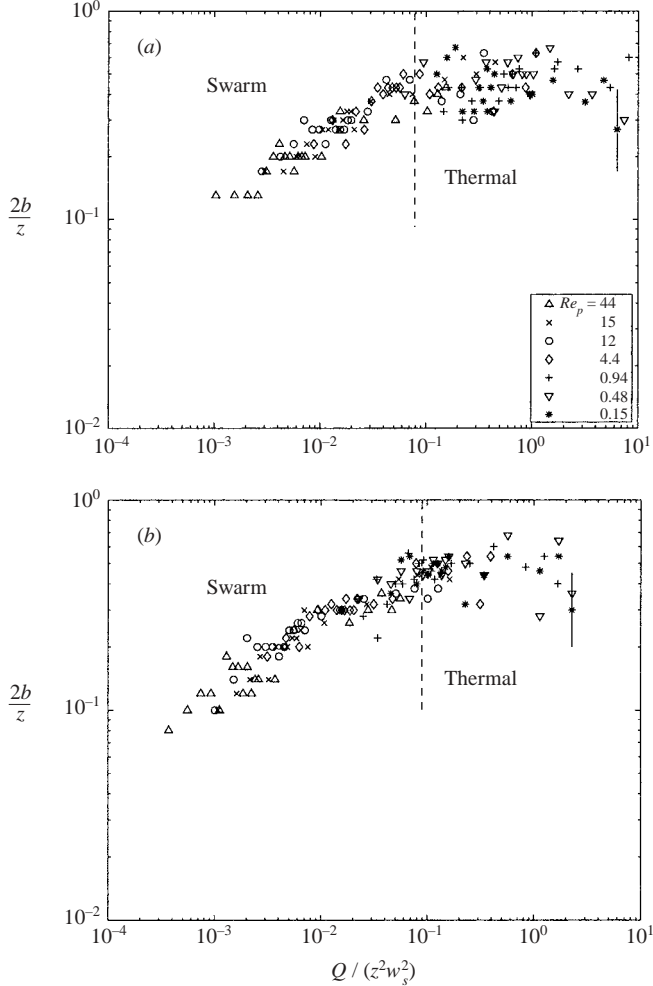 10⁰
(a)
Swarm
Thermal
2b/z
10⁻¹
Re_p = 44
15
12
4.4
0.94
0.48
0.15
10⁻²
10⁻⁴ 10⁻³ 10⁻² 10⁻¹ 10⁰ 10¹
10⁰
(b)
Swarm
Thermal
2b/z
10⁻¹
10⁻²
10⁻⁴ 10⁻³ 10⁻² 10⁻¹ 10⁰ 10¹
Q / (z²w_s²)